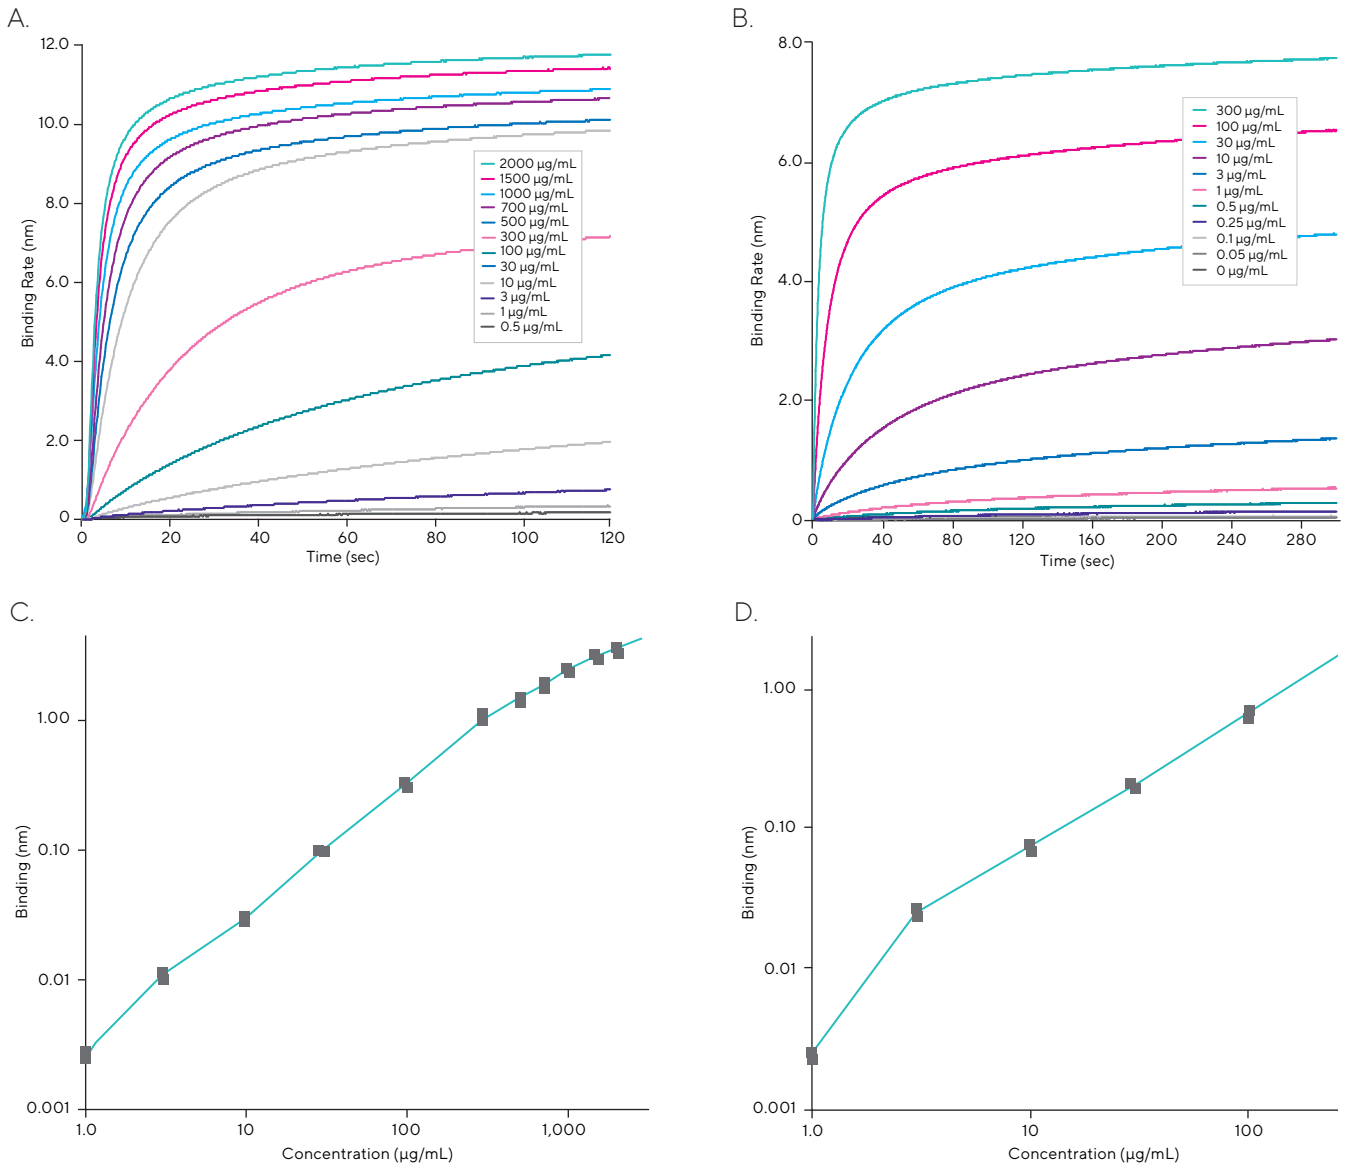 A.
12.0
10.0
8.0
6.0
4.0
2.0
0
Binding Rate (nm)
0 20 40 60 80 100 120
Time (sec)
2000 µg/mL
1500 µg/mL
1000 µg/mL
700 µg/mL
500 µg/mL
300 µg/mL
100 µg/mL
30 µg/mL
10 µg/mL
3 µg/mL
1 µg/mL
0.5 µg/mL
B.
8.0
6.0
4.0
2.0
0
Binding Rate (nm)
0 40 80 120 160 200 240 280
Time (sec)
300 µg/mL
100 µg/mL
30 µg/mL
10 µg/mL
3 µg/mL
1 µg/mL
0.5 µg/mL
0.25 µg/mL
0.1 µg/mL
0.05 µg/mL
0 µg/mL
C.
1.00
0.10
0.01
0.001
Binding (nm)
1.0 10 100 1,000
Concentration (µg/mL)
D.
1.00
0.10
0.01
0.001
Binding (nm)
1.0 10 100
Concentration (µg/mL)